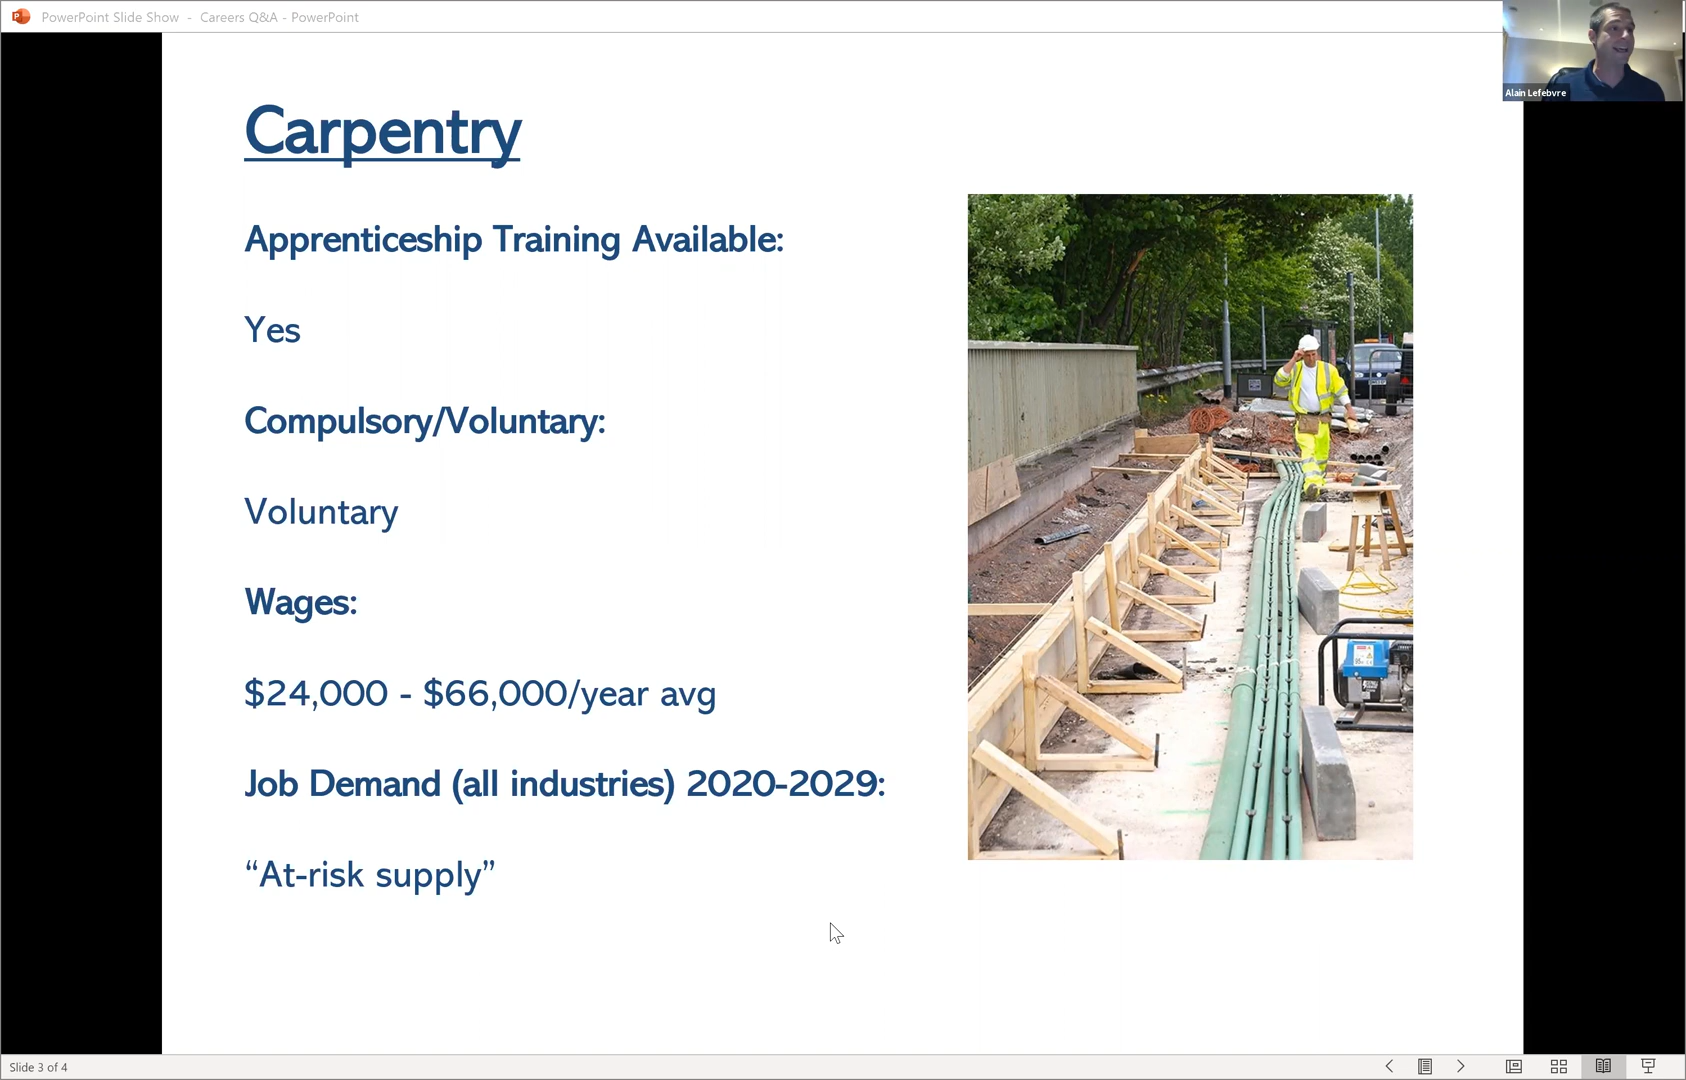 PowerPoint Slide Show - Careers Q&A - PowerPoint
Alain Lefebvre
Carpentry
Apprenticeship Training Available:
Yes
Compulsory/Voluntary:
Voluntary
Wages:
$24,000 - $66,000/year avg
Job Demand (all industries) 2020-2029:
“At-risk supply”
Slide 3 of 4